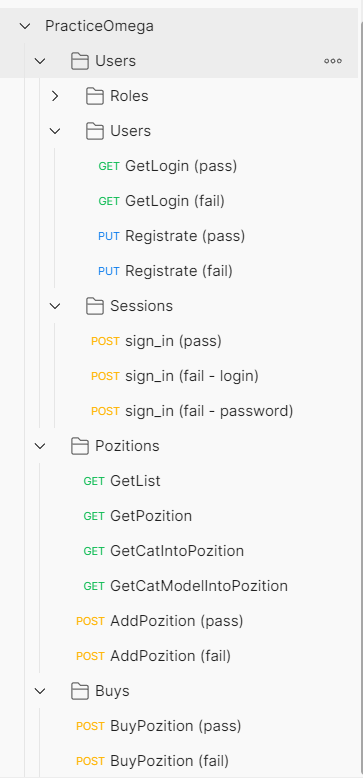 PracticeOmega
Users
Roles
Users
GET GetLogin (pass)
GET GetLogin (fail)
PUT Registrate (pass)
PUT Registrate (fail)
Sessions
POST sign_in (pass)
POST sign_in (fail - login)
POST sign_in (fail - password)
Pozitions
GET GetList
GET GetPozition
GET GetCatIntoPozition
GET GetCatModelIntoPozition
POST AddPozition (pass)
POST AddPozition (fail)
Buys
POST BuyPozition (pass)
POST BuyPozition (fail)